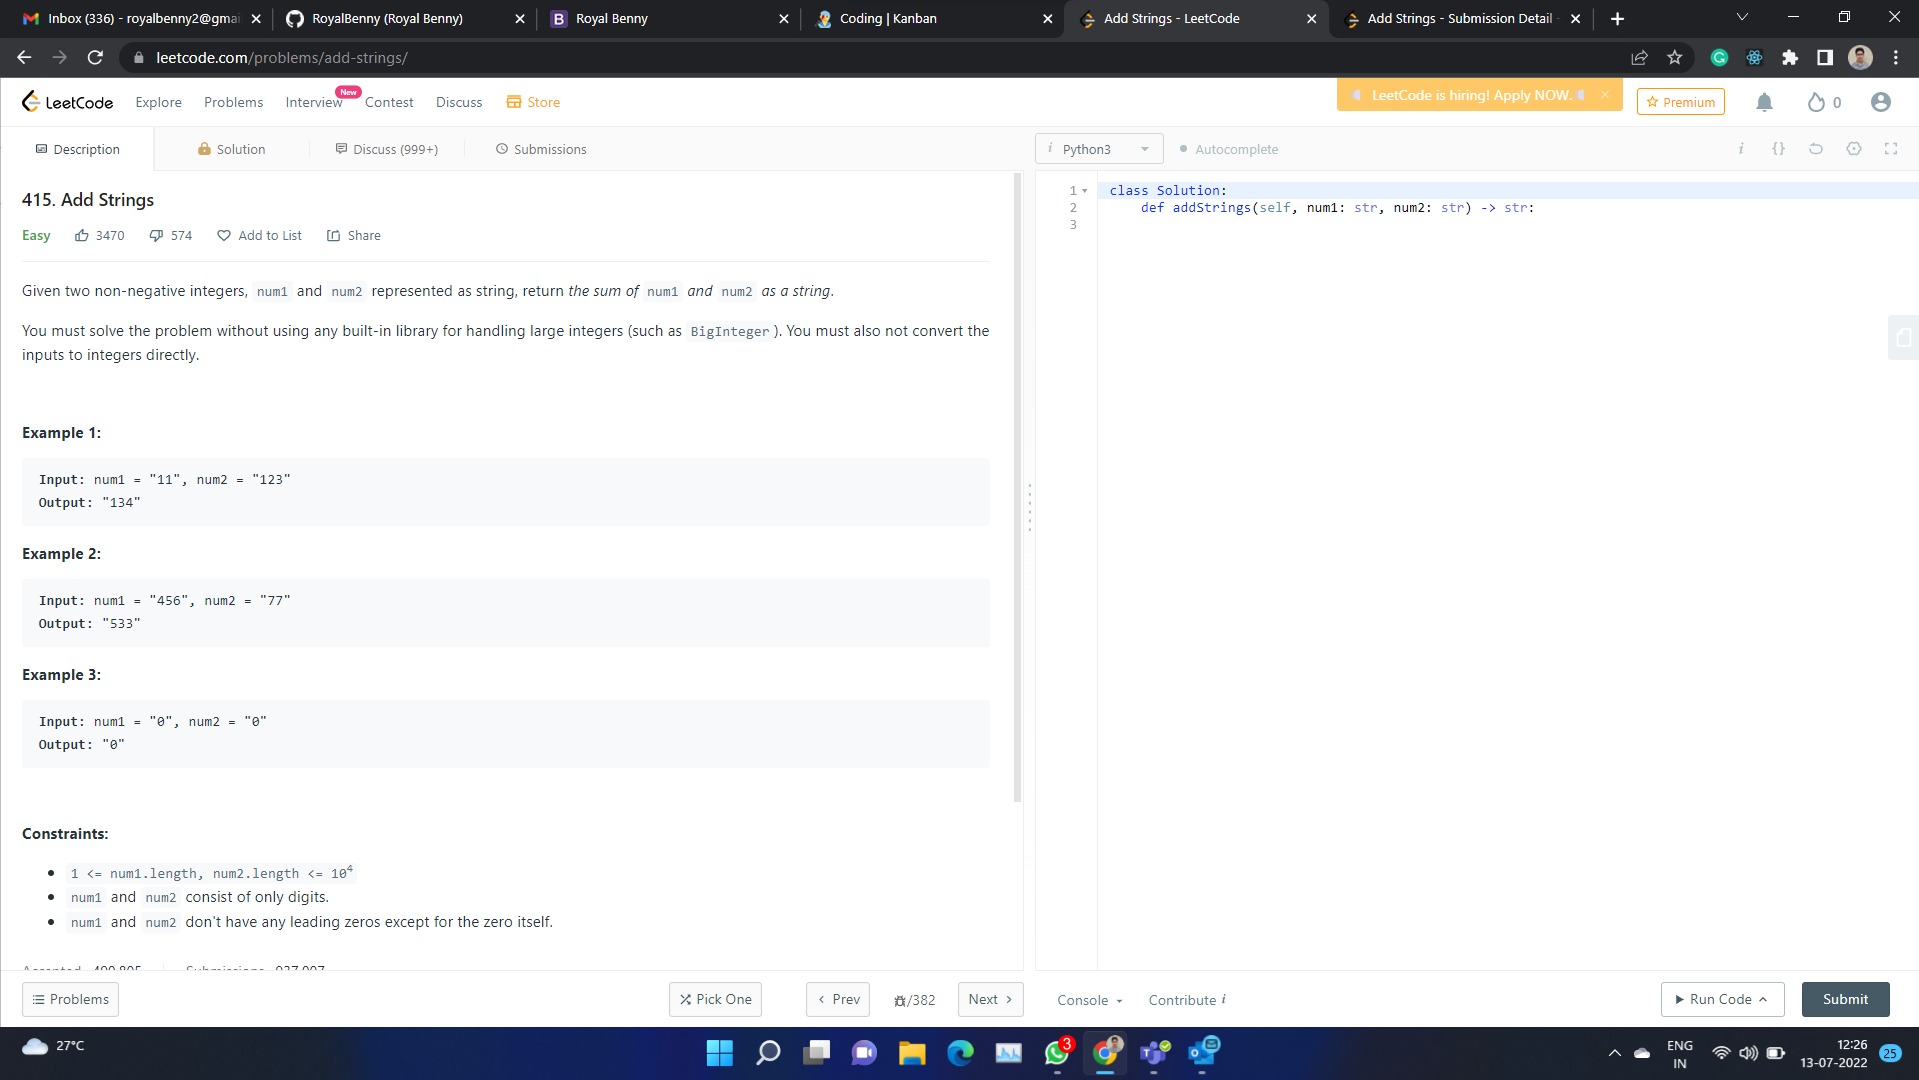 Inbox (336) - royalbenny2@gmai
RoyalBenny (Royal Benny)
B Royal Benny
Coding | Kanban
Add Strings - LeetCode
Add Strings - Submission Detail
leetcode.com/problems/add-strings/
LeetCode Explore Problems Interview New Contest Discuss Store
LeetCode is hiring! Apply NOW.
Premium
0
Description Solution Discuss (999+) Submissions
i Python3 Autocomplete
i {}
415. Add Strings
Easy 3470 574 Add to List Share
Given two non-negative integers, num1 and num2 represented as string, return the sum of num1 and num2 as a string.
You must solve the problem without using any built-in library for handling large integers (such as BigInteger). You must also not convert the
inputs to integers directly.
Example 1:
Input: num1 = "11", num2 = "123"
Output: "134"
Example 2:
Input: num1 = "456", num2 = "77"
Output: "533"
Example 3:
Input: num1 = "0", num2 = "0"
Output: "0"
Constraints:
• 1 <= num1.length, num2.length <= 10⁴
• num1 and num2 consist of only digits.
• num1 and num2 don't have any leading zeros except for the zero itself.
Accepted 490,805 Submissions 937,007
1 class Solution:
2 def addStrings(self, num1: str, num2: str) -> str:
3
Problems Pick One < Prev /382 Next > Console Contribute i Run Code Submit
27°C
3
ENG
IN
12:26
13-07-2022
25